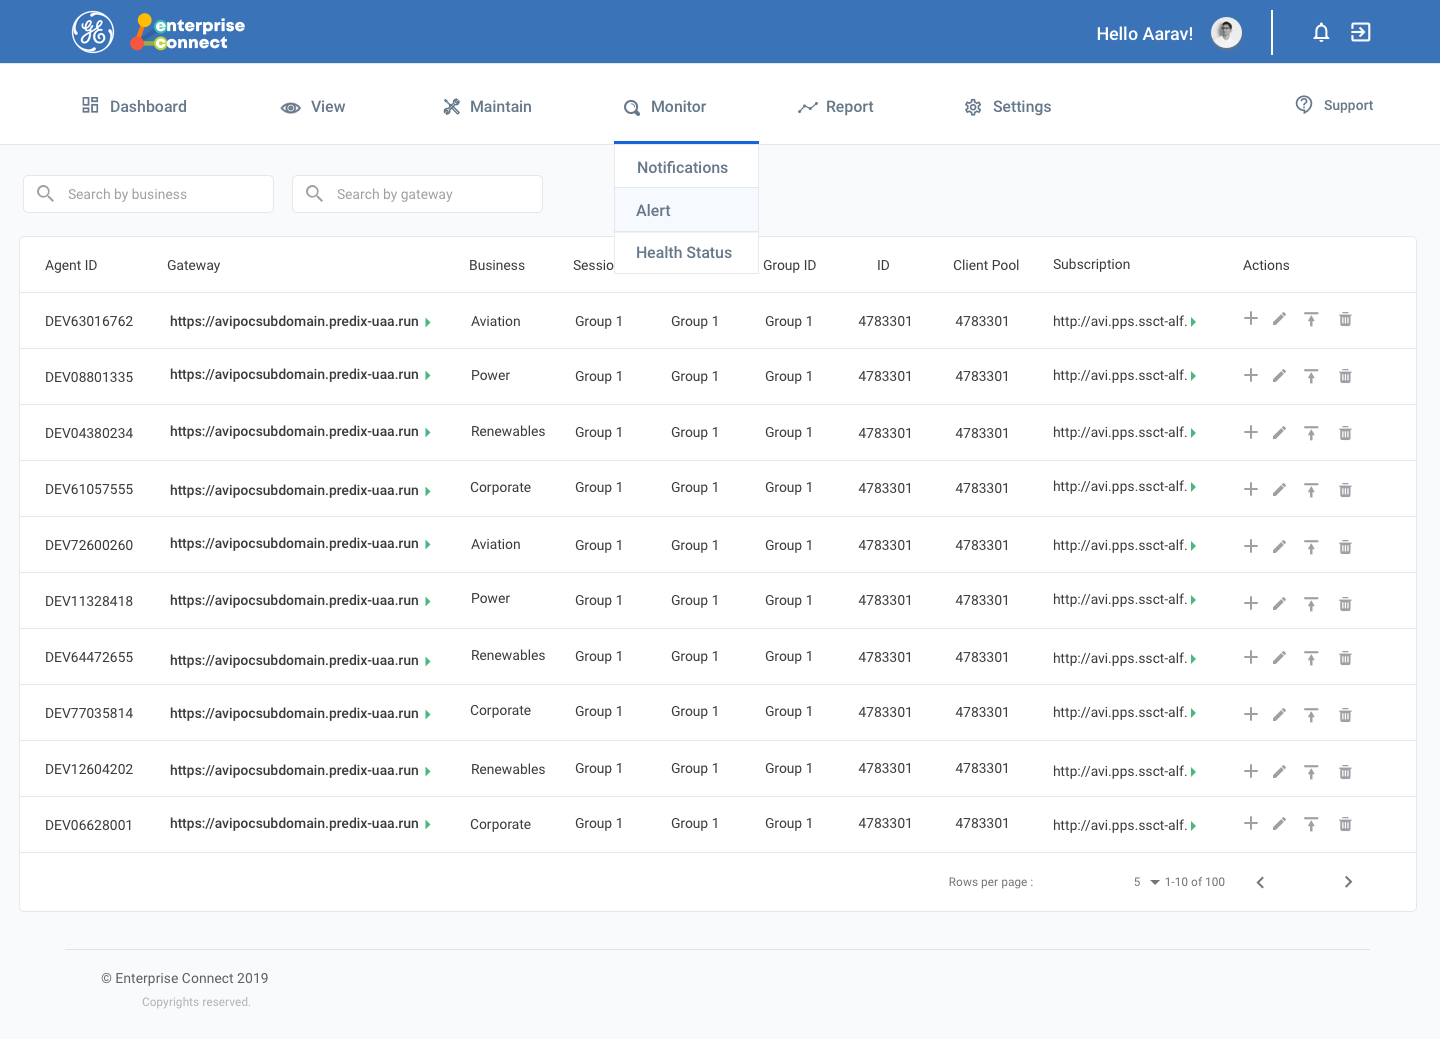 enterprise
connect
Hello Aarav!
Dashboard View Maintain Monitor Report Settings Support
Notifications
Alert
Health Status
Search by business Search by gateway
Agent ID Gateway Business Sessio Group ID ID Client Pool Subscription Actions
DEV63016762 https://avipocsubdomain.predix-uaa.run Aviation Group 1 Group 1 Group 1 4783301 4783301 http://avi.pps.ssct-alf.
DEV08801335 https://avipocsubdomain.predix-uaa.run Power Group 1 Group 1 Group 1 4783301 4783301 http://avi.pps.ssct-alf.
DEV04380234 https://avipocsubdomain.predix-uaa.run Renewables Group 1 Group 1 Group 1 4783301 4783301 http://avi.pps.ssct-alf.
DEV61057555 https://avipocsubdomain.predix-uaa.run Corporate Group 1 Group 1 Group 1 4783301 4783301 http://avi.pps.ssct-alf.
DEV72600260 https://avipocsubdomain.predix-uaa.run Aviation Group 1 Group 1 Group 1 4783301 4783301 http://avi.pps.ssct-alf.
DEV11328418 https://avipocsubdomain.predix-uaa.run Power Group 1 Group 1 Group 1 4783301 4783301 http://avi.pps.ssct-alf.
DEV64472655 https://avipocsubdomain.predix-uaa.run Renewables Group 1 Group 1 Group 1 4783301 4783301 http://avi.pps.ssct-alf.
DEV77035814 https://avipocsubdomain.predix-uaa.run Corporate Group 1 Group 1 Group 1 4783301 4783301 http://avi.pps.ssct-alf.
DEV12604202 https://avipocsubdomain.predix-uaa.run Renewables Group 1 Group 1 Group 1 4783301 4783301 http://avi.pps.ssct-alf.
DEV06628001 https://avipocsubdomain.predix-uaa.run Corporate Group 1 Group 1 Group 1 4783301 4783301 http://avi.pps.ssct-alf.
Rows per page : 5 1-10 of 100
© Enterprise Connect 2019
Copyrights reserved.